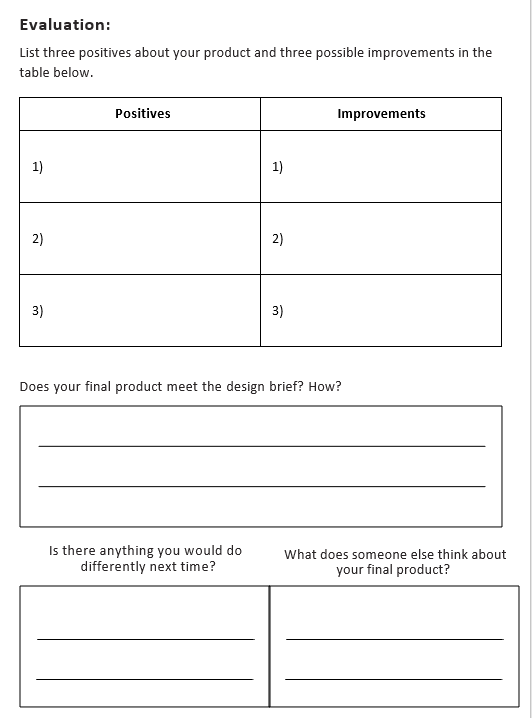 Evaluation:
List three positives about your product and three possible improvements in the
table below.
Positives
Improvements
1)
1)
2)
2)
3)
3)
Does your final product meet the design brief? How?
Is there anything you would do
differently next time?
What does someone else think about
your final product?